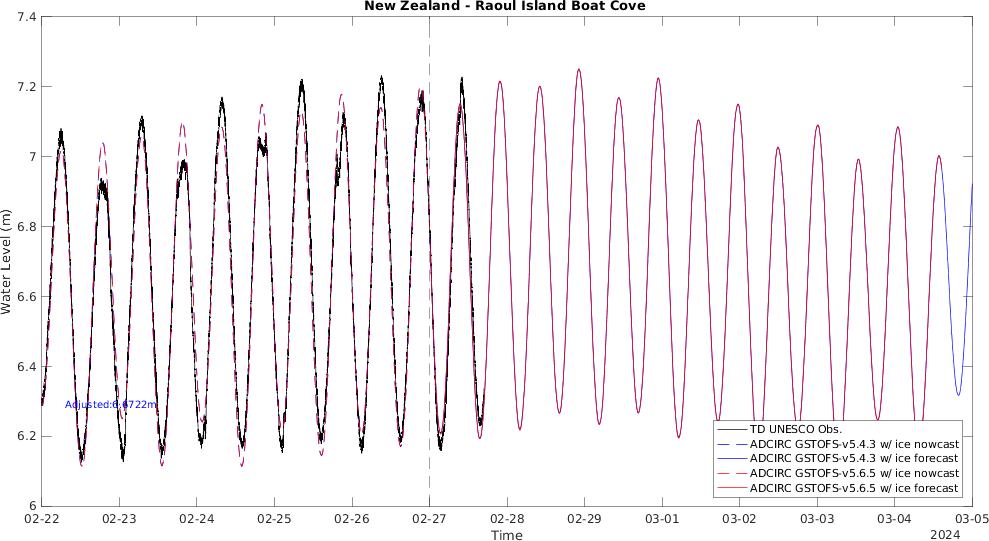 New Zealand - Raoul Island Boat Cove
7.4
7.2
7
6.8
6.6
6.4
6.2
6
Water Level (m)
Adjusted:6.6722m
TD UNESCO Obs.
ADCIRC GSTOFS-v5.4.3 w/ ice nowcast
ADCIRC GSTOFS-v5.4.3 w/ ice forecast
ADCIRC GSTOFS-v5.6.5 w/ ice nowcast
ADCIRC GSTOFS-v5.6.5 w/ ice forecast
02-22 02-23 02-24 02-25 02-26 02-27 02-28 02-29 03-01 03-02 03-03 03-04 03-05
Time
2024